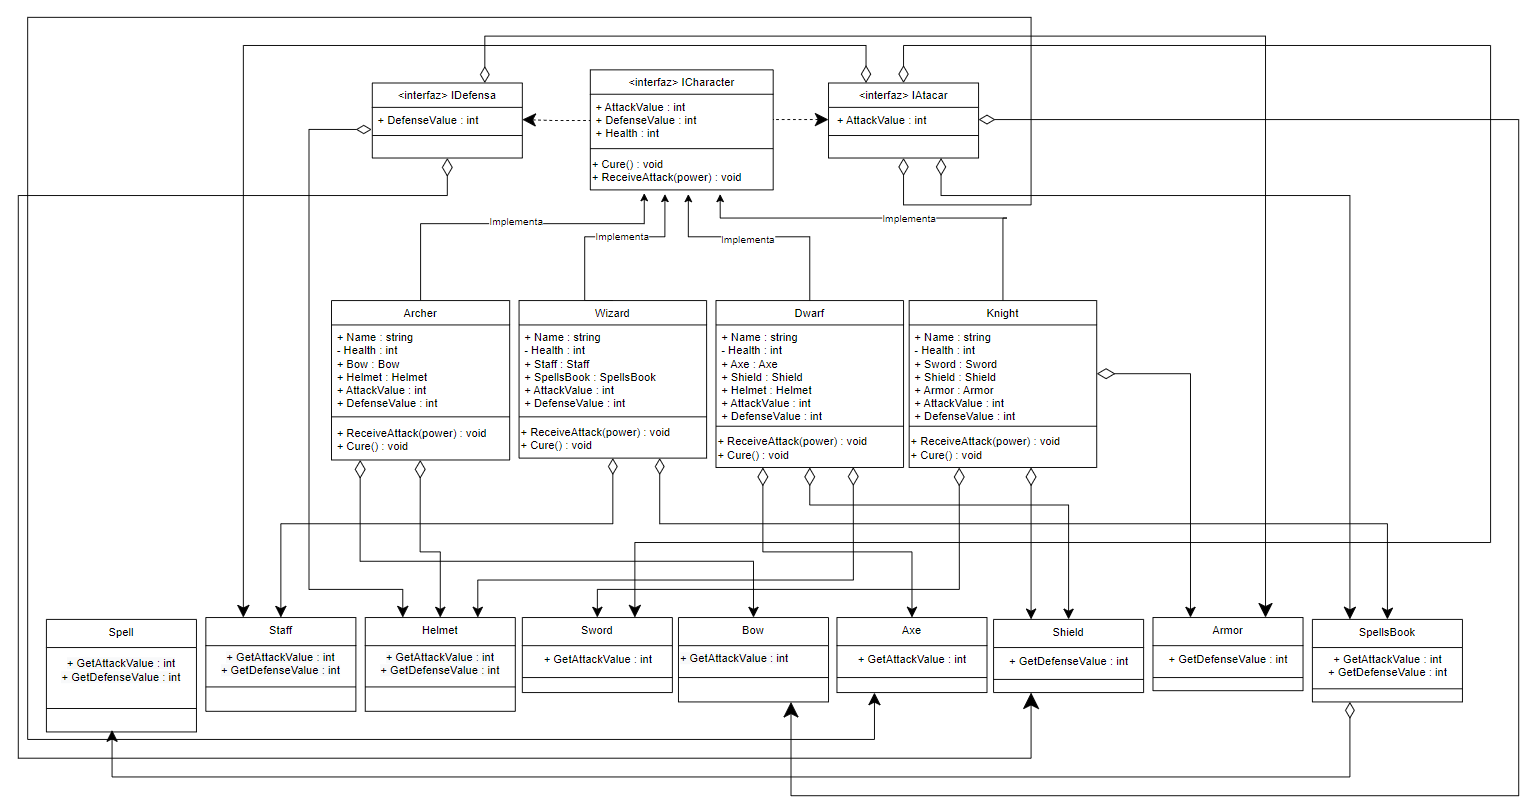 <interfaz> IDefensa
+ DefenseValue : int
<interfaz> ICharacter
+ AttackValue : int
+ DefenseValue : int
+ Health : int
+ Cure() : void
+ ReceiveAttack(power) : void
<interfaz> IAtacar
+ AttackValue : int
Implementa
Implementa
Implementa
Implementa
Archer
+ Name : string
- Health : int
+ Bow : Bow
+ Helmet : Helmet
+ AttackValue : int
+ DefenseValue : int
+ ReceiveAttack(power) : void
+ Cure() : void
Wizard
+ Name : string
- Health : int
+ Staff : Staff
+ SpellsBook : SpellsBook
+ AttackValue : int
+ DefenseValue : int
+ ReceiveAttack(power) : void
+ Cure() : void
Dwarf
+ Name : string
- Health : int
+ Axe : Axe
+ Shield : Shield
+ Helmet : Helmet
+ AttackValue : int
+ DefenseValue : int
+ ReceiveAttack(power) : void
+ Cure() : void
Knight
+ Name : string
- Health : int
+ Sword : Sword
+ Shield : Shield
+ Armor : Armor
+ AttackValue : int
+ DefenseValue : int
+ ReceiveAttack(power) : void
+ Cure() : void
Spell
+ GetAttackValue : int
+ GetDefenseValue : int
Staff
+ GetAttackValue : int
+ GetDefenseValue : int
Helmet
+ GetAttackValue : int
+ GetDefenseValue : int
Sword
+ GetAttackValue : int
Bow
+ GetAttackValue : int
Axe
+ GetAttackValue : int
Shield
+ GetDefenseValue : int
Armor
+ GetDefenseValue : int
SpellsBook
+ GetAttackValue : int
+ GetDefenseValue : int